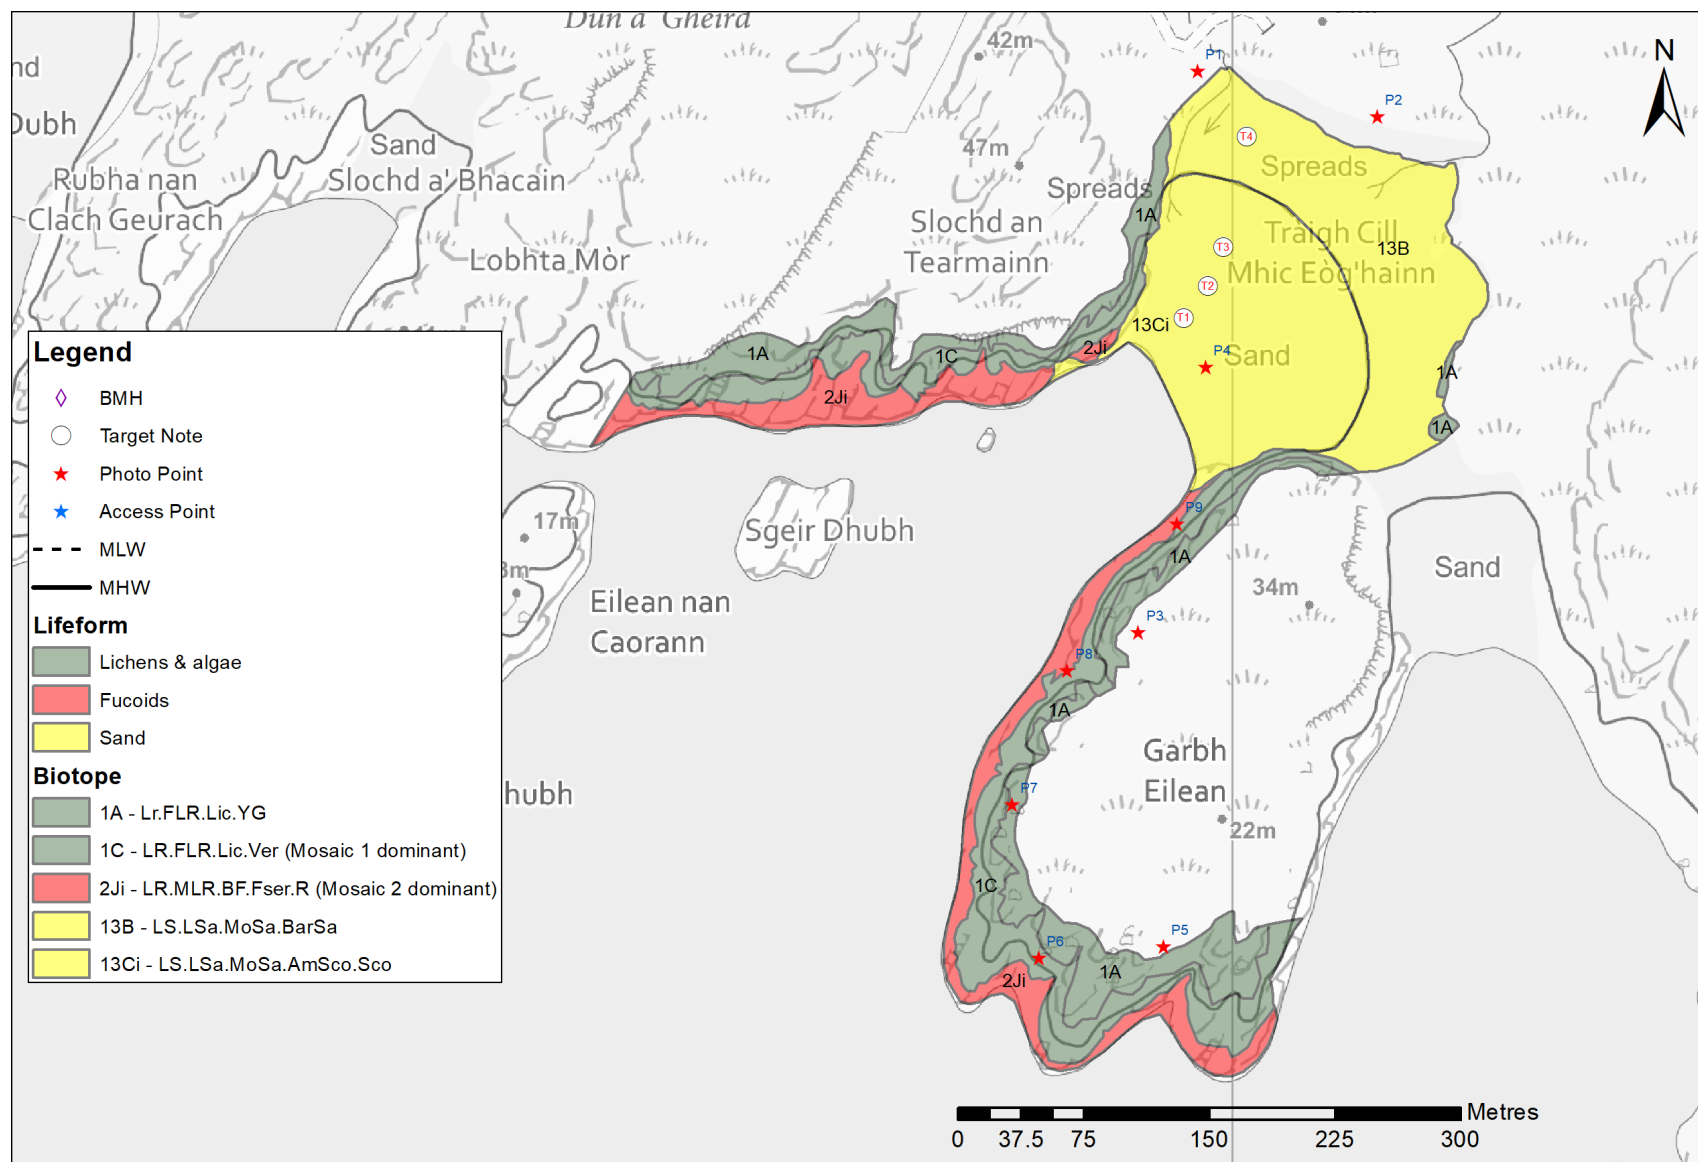 Dùn a' Gheird
42m
P1
N
P2
Dubh
Sand
T4
47m
Spreads
Rubha nan
Clach Geurach
Slochd a' Bhacain
Spreads
1A
Slochd an
Tearmainn
Tràigh Cill
Mhic Eòg'hainn
13B
T3
Lobhta Mòr
T2
13Ci
T1
1A
1C
2Ji
P4
Sand
1A
2Ji
1A
Legend
BMH
Target Note
Photo Point
Access Point
MLW
MHW
Lifeform
Lichens & algae
Fucoids
Sand
Biotope
1A - Lr.FLR.Lic.YG
1C - LR.FLR.Lic.Ver (Mosaic 1 dominant)
2Ji - LR.MLR.BF.Fser.R (Mosaic 2 dominant)
13B - LS.LSa.MoSa.BarSa
13Ci - LS.LSa.MoSa.AmSco.Sco
17m
Sgeir Dhubh
P9
1A
Sand
34m
Eilean nan
Caorann
P3
P8
1A
Garbh
Eilean
P7
22m
hubh
1C
P6
P5
1A
2Ji
Metres
0 37.5 75 150 225 300